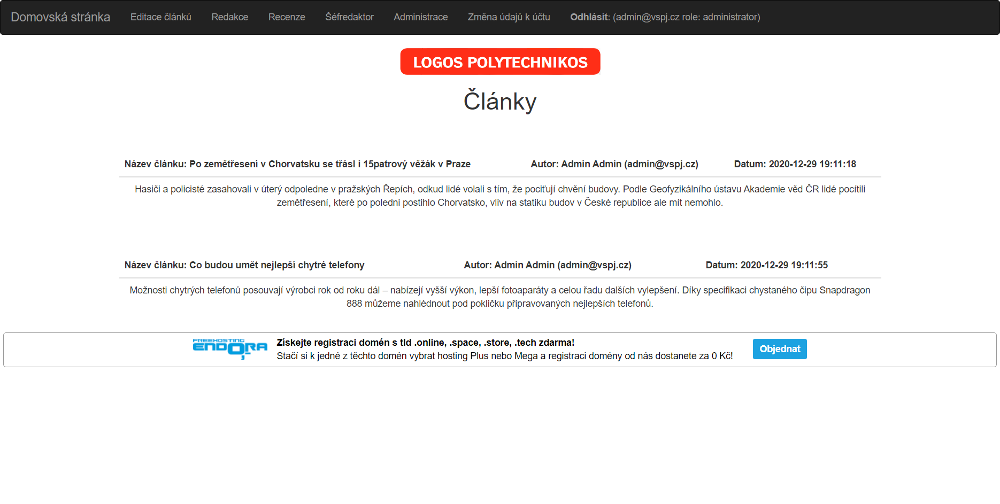 Domovská stránka Editace článků Redakce Recenze Šéfredaktor Administrace Změna údajů k účtu Odhlásit: (admin@vspj.cz role: administrator)
LOGOS POLYTECHNIKOS
Články
Název článku: Po zemětřesení v Chorvatsku se třásl i 15patrový věžák v Praze Autor: Admin Admin (admin@vspj.cz) Datum: 2020-12-29 19:11:18
Hasiči a policisté zasahovali v úterý odpoledne v pražských Řepích, odkud lidé volali s tím, že pociťují chvění budovy. Podle Geofyzikálního ústavu Akademie věd ČR lidé pocítili
zemětřesení, které po poledni postihlo Chorvatsko, vliv na statiku budov v České republice ale mít nemohlo.
Název článku: Co budou umět nejlepší chytré telefony Autor: Admin Admin (admin@vspj.cz) Datum: 2020-12-29 19:11:55
Možnosti chytrých telefonů posouvají výrobci rok od roku dál – nabízejí vyšší výkon, lepší fotoaparáty a celou řadu dalších vylepšení. Díky specifikaci chystaného čipu Snapdragon
888 můžeme nahlédnout pod pokličku připravovaných nejlepších telefonů.
FREEHOSTING
ENDORA
Získejte registraci domén s tld .online, .space, .store, .tech zdarma!
Stačí si k jedné z těchto domén vybrat hosting Plus nebo Mega a registraci domény od nás dostanete za 0 Kč!
Objednat